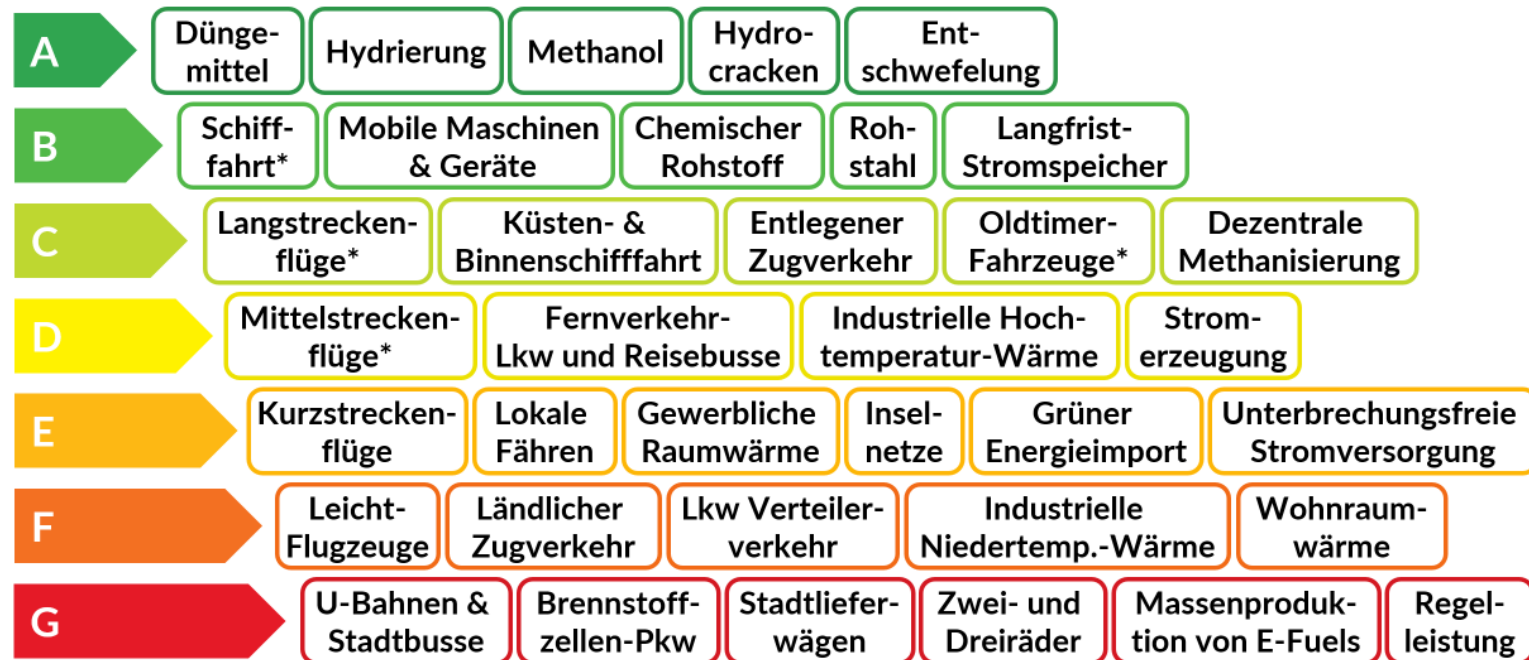 A
Dünge-
mittel
Hydrierung
Methanol
Hydro-
cracken
Ent-
schwefelung
B
Schiff-
fahrt*
Mobile Maschinen
& Geräte
Chemischer
Rohstoff
Roh-
stahl
Langfrist-
Stromspeicher
C
Langstrecken-
flüge*
Küsten- &
Binnenschifffahrt
Entlegener
Zugverkehr
Oldtimer-
Fahrzeuge*
Dezentrale
Methanisierung
D
Mittelstrecken-
flüge*
Fernverkehr-
Lkw und Reisebusse
Industrielle Hoch-
temperatur-Wärme
Strom-
erzeugung
E
Kurzstrecken-
flüge
Lokale
Fähren
Gewerbliche
Raumwärme
Insel-
netze
Grüner
Energieimport
Unterbrechungsfreie
Stromversorgung
F
Leicht-
Flugzeuge
Ländlicher
Zugverkehr
Lkw Verteiler-
verkehr
Industrielle
Niedertemp.-Wärme
Wohnraum-
wärme
G
U-Bahnen &
Stadtbusse
Brennstoff-
zellen-Pkw
Stadtliefer-
wägen
Zwei- und
Dreiräder
Massenproduk-
tion von E-Fuels
Regel-
leistung